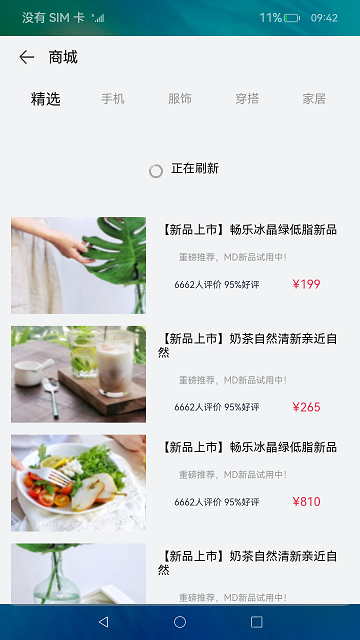 没有 SIM 卡
11%
09:42
商城
精选 手机 服饰 穿搭 家居
正在刷新
【新品上市】畅乐冰晶绿低脂新品
重磅推荐，MD新品试用中!
6662人评价 95%好评 ¥199
【新品上市】奶茶自然清新亲近自
然
重磅推荐，MD新品试用中!
6662人评价 95%好评 ¥265
【新品上市】畅乐冰晶绿低脂新品
重磅推荐，MD新品试用中!
6662人评价 95%好评 ¥810
【新品上市】奶茶自然清新亲近自
然
重磅推荐，MD新品试用中!